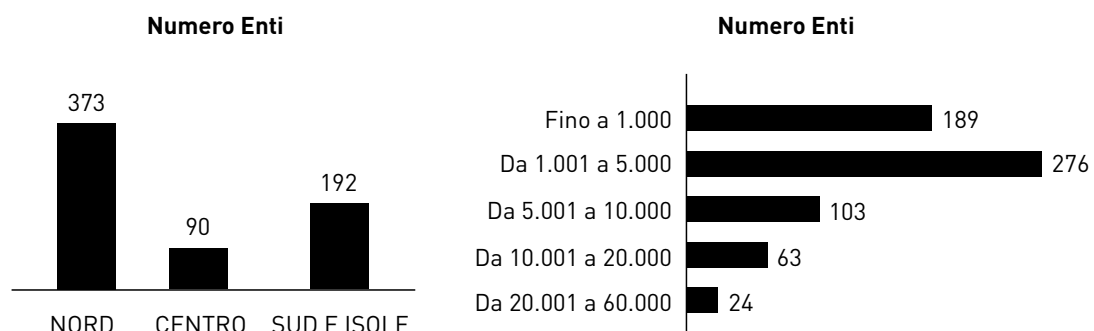 Numero Enti
373
90
192
NORD CENTRO SUD E ISOLE
Numero Enti
Fino a 1.000 189
Da 1.001 a 5.000 276
Da 5.001 a 10.000 103
Da 10.001 a 20.000 63
Da 20.001 a 60.000 24